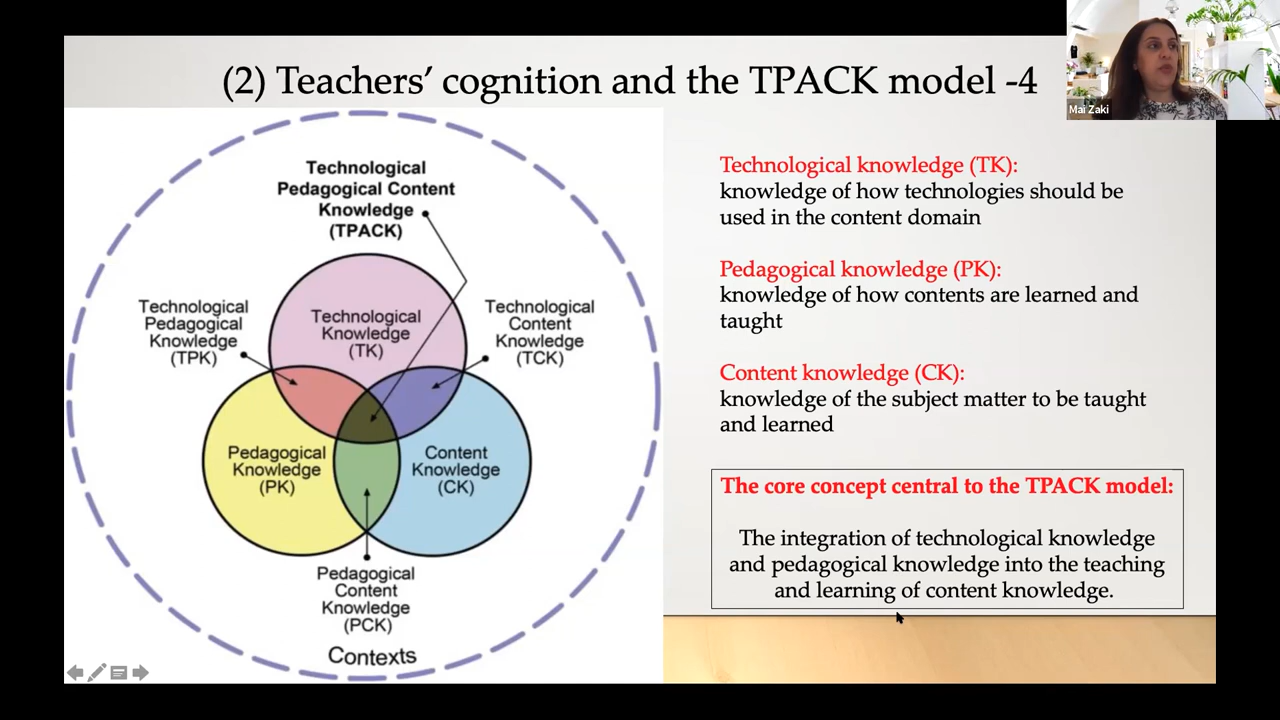 (2) Teachers’ cognition and the TPACK model -4
Mai Zaki
Technological
Pedagogical Content
Knowledge
(TPACK)
Technological
Pedagogical
Knowledge
(TPK)
Technological
Knowledge
(TK)
Technological
Content
Knowledge
(TCK)
Pedagogical
Knowledge
(PK)
Content
Knowledge
(CK)
Pedagogical
Content
Knowledge
(PCK)
Contexts
Technological knowledge (TK):
knowledge of how technologies should be
used in the content domain
Pedagogical knowledge (PK):
knowledge of how contents are learned and
taught
Content knowledge (CK):
knowledge of the subject matter to be taught
and learned
The core concept central to the TPACK model:
The integration of technological knowledge
and pedagogical knowledge into the teaching
and learning of content knowledge.